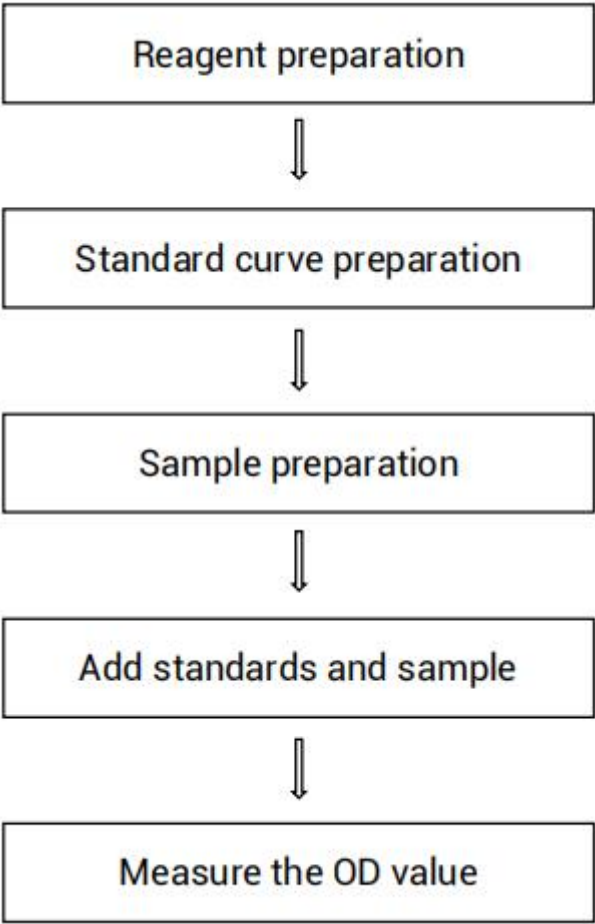 Reagent preparation
Standard curve preparation
Sample preparation
Add standards and sample
Measure the OD value